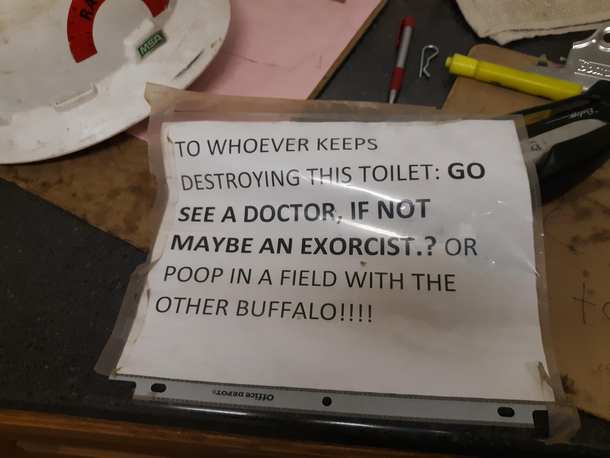 RA
MSA
TO WHOEVER KEEPS
DESTROYING THIS TOILET: GO
SEE A DOCTOR, IF NOT
MAYBE AN EXORCIST.? OR
POOP IN A FIELD WITH THE
OTHER BUFFALO!!!!
Office DEPOT®